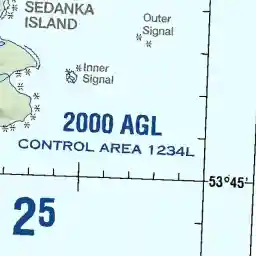 SEDANKA
ISLAND
Outer
Signal
Inner
Signal
2000 AGL
CONTROL AREA 1234L
53°45'
25